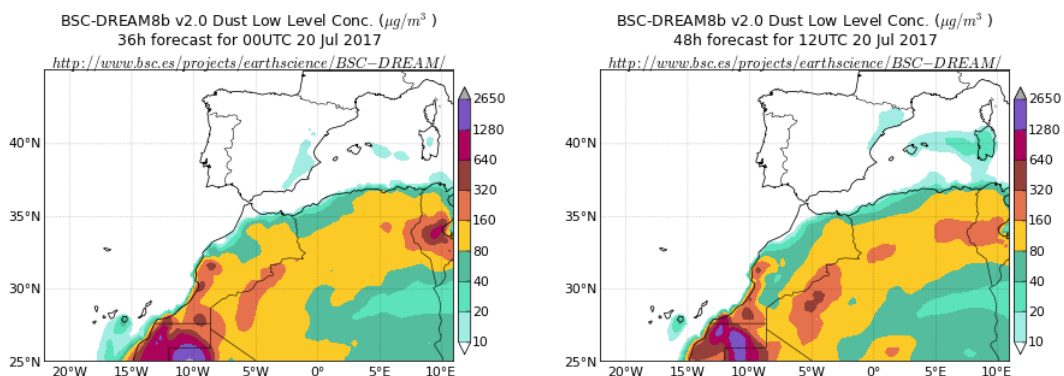 BSC-DREAM8b v2.0 Dust Low Level Conc. (μg/m³ )
36h forecast for 00UTC 20 Jul 2017
http://www.bsc.es/projects/earthscience/BSC−DREAM/
40°N
35°N
30°N
25°N
20°W 15°W 10°W 5°W 0°E 5°E 10°E
2650
1280
640
320
160
80
40
20
10
BSC-DREAM8b v2.0 Dust Low Level Conc. (μg/m³ )
48h forecast for 12UTC 20 Jul 2017
http://www.bsc.es/projects/earthscience/BSC−DREAM/
40°N
35°N
30°N
25°N
20°W 15°W 10°W 5°W 0°E 5°E 10°E
2650
1280
640
320
160
80
40
20
10